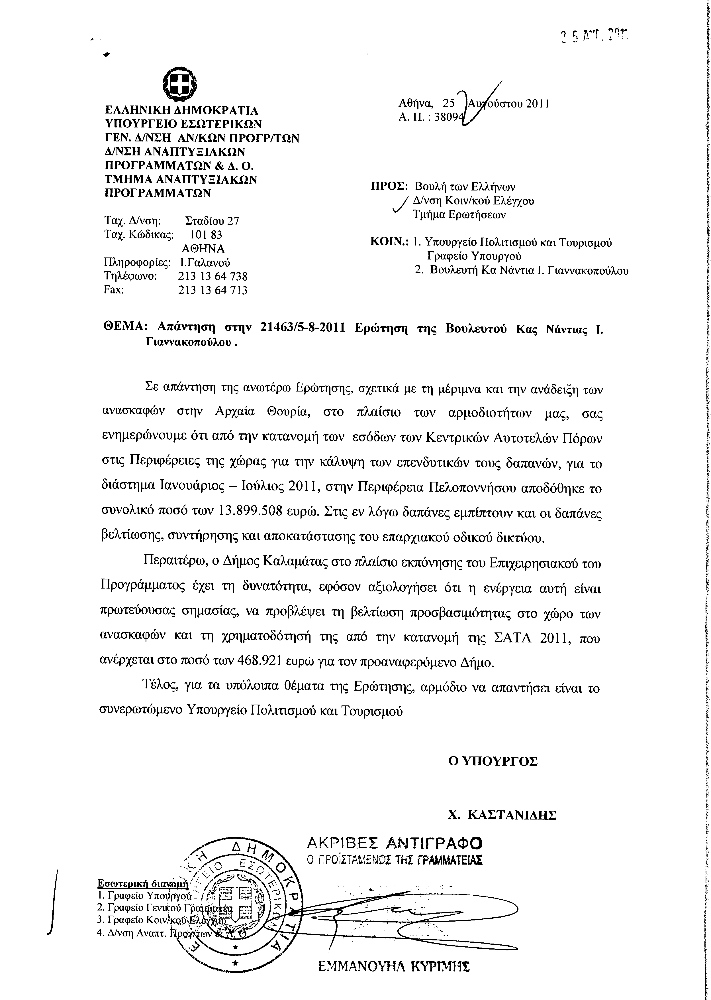 25 ΑΥΓ. 2011
ΕΛΛΗΝΙΚΗ ΔΗΜΟΚΡΑΤΙΑ
ΥΠΟΥΡΓΕΙΟ ΕΣΩΤΕΡΙΚΩΝ
ΓΕΝ. Δ/ΝΣΗ ΑΝ/ΚΩΝ ΠΡΟΓΡ/ΤΩΝ
Δ/ΝΣΗ ΑΝΑΠΤΥΞΙΑΚΩΝ
ΠΡΟΓΡΑΜΜΑΤΩΝ & Δ. Ο.
ΤΜΗΜΑ ΑΝΑΠΤΥΞΙΑΚΩΝ
ΠΡΟΓΡΑΜΜΑΤΩΝ
Ταχ. Δ/νση: Σταδίου 27
Ταχ. Κώδικας: 101 83
ΑΘΗΝΑ
Πληροφορίες: Ι.Γαλανού
Τηλέφωνο: 213 13 64 738
Fax: 213 13 64 713
Αθήνα, 25 Αυγούστου 2011
Α. Π. : 38094
ΠΡΟΣ: Βουλή των Ελλήνων
Δ/νση Κοιν/κού Ελέγχου
Τμήμα Ερωτήσεων
ΚΟΙΝ.: 1. Υπουργείο Πολιτισμού και Τουρισμού
Γραφείο Υπουργού
2. Βουλευτή Κα Νάντια Ι. Γιαννακοπούλου
ΘΕΜΑ: Απάντηση στην 21463/5-8-2011 Ερώτηση της Βουλευτού Κας Νάντιας Ι.
Γιαννακοπούλου .
Σε απάντηση της ανωτέρω Ερώτησης, σχετικά με τη μέριμνα και την ανάδειξη των
ανασκαφών στην Αρχαία Θουρία, στο πλαίσιο των αρμοδιοτήτων μας, σας
ενημερώνουμε ότι από την κατανομή των εσόδων των Κεντρικών Αυτοτελών Πόρων
στις Περιφέρειες της χώρας για την κάλυψη των επενδυτικών τους δαπανών, για το
διάστημα Ιανουάριος – Ιούλιος 2011, στην Περιφέρεια Πελοποννήσου αποδόθηκε το
συνολικό ποσό των 13.899.508 ευρώ. Στις εν λόγω δαπάνες εμπίπτουν και οι δαπάνες
βελτίωσης, συντήρησης και αποκατάστασης του επαρχιακού οδικού δικτύου.
Περαιτέρω, ο Δήμος Καλαμάτας στο πλαίσιο εκπόνησης του Επιχειρησιακού του
Προγράμματος έχει τη δυνατότητα, εφόσον αξιολογήσει ότι η ενέργεια αυτή είναι
πρωτεύουσας σημασίας, να προβλέψει τη βελτίωση προσβασιμότητας στο χώρο των
ανασκαφών και τη χρηματοδότησή της από την κατανομή της ΣΑΤΑ 2011, που
ανέρχεται στο ποσό των 468.921 ευρώ για τον προαναφερόμενο Δήμο.
Τέλος, για τα υπόλοιπα θέματα της Ερώτησης, αρμόδιο να απαντήσει είναι το
συνερωτώμενο Υπουργείο Πολιτισμού και Τουρισμού
Ο ΥΠΟΥΡΓΟΣ
Χ. ΚΑΣΤΑΝΙΔΗΣ
ΑΚΡΙΒΕΣ ΑΝΤΙΓΡΑΦΟ
Ο ΠΡΟΪΣΤΑΜΕΝΟΣ ΤΗΣ ΓΡΑΜΜΑΤΕΙΑΣ
Εσωτερική διανομή
1. Γραφείο Υπουργού
2. Γραφείο Γενικού Γραμματέα
3. Γραφείο Κοιν/κού Ελέγχου
4. Δ/νση Αναπτ. Προγ/των & Δ. Ο
ΔΗΜΟΚΡΑΤΙΑ
ΕΣΩΤΕΡΙΚΩΝ
ΕΜΜΑΝΟΥΗΛ ΚΥΡΙΜΗΣ